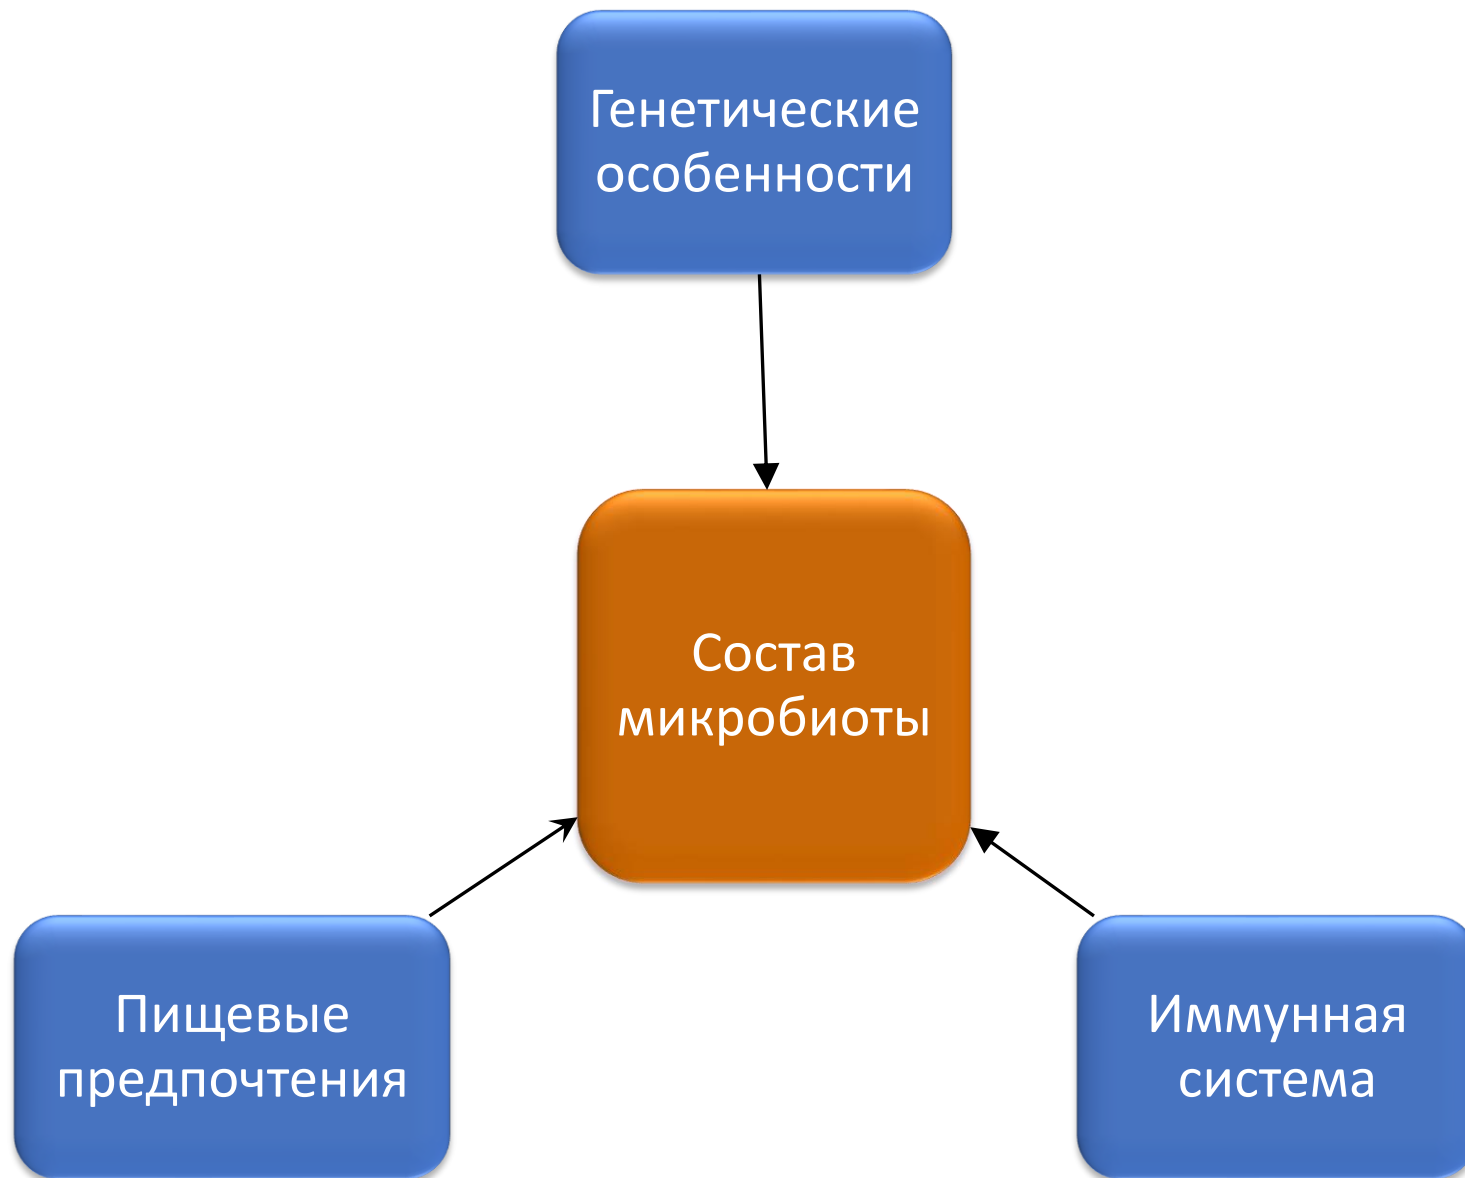 Генетические
особенности
Состав
микробиоты
Пищевые
предпочтения
Иммунная
система